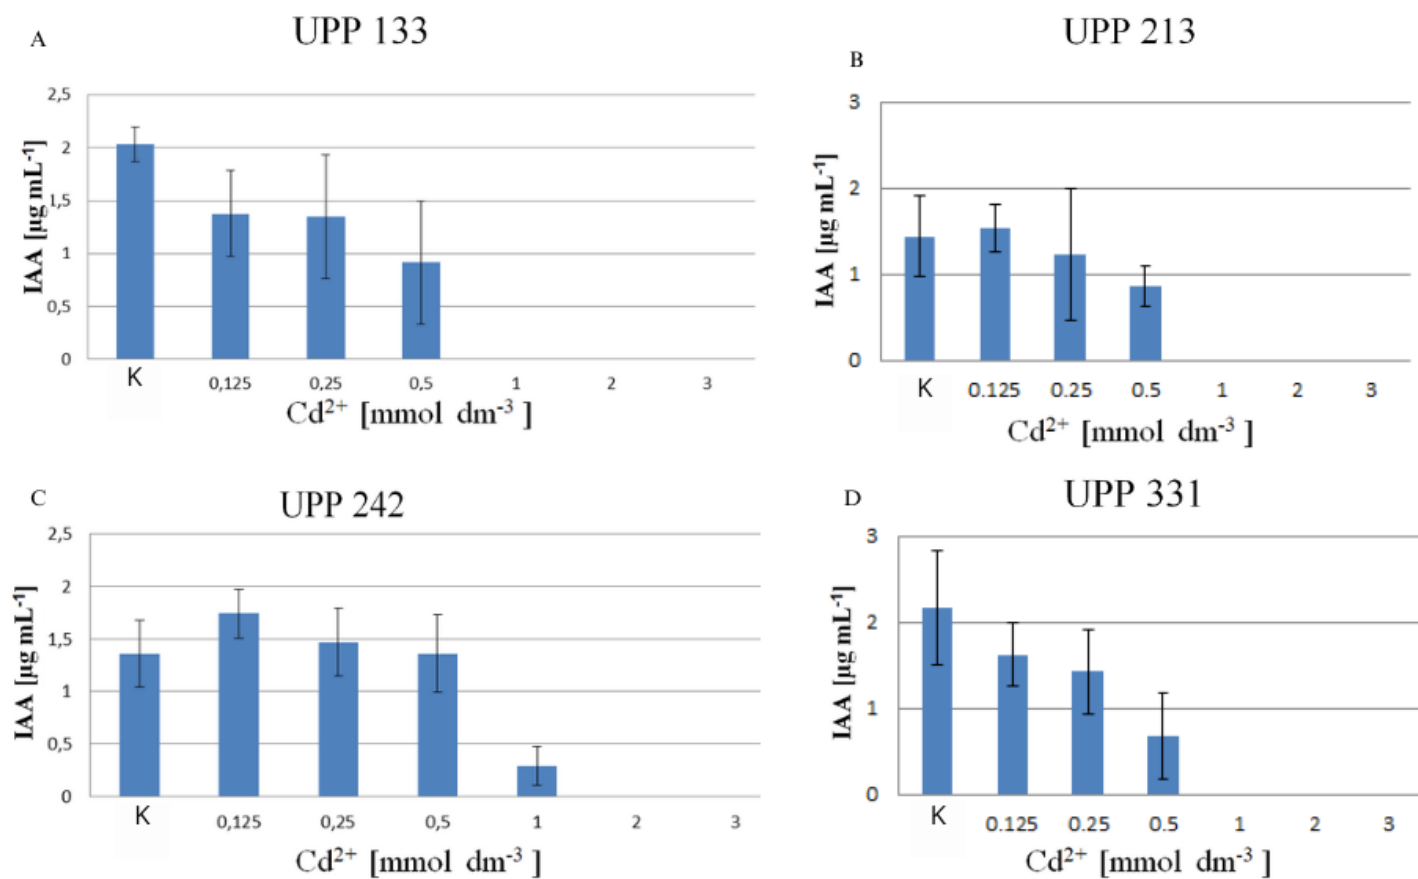 A
UPP 133
IAA [µg mL⁻¹]
2,5
2
1,5
1
0,5
0
K 0,125 0,25 0,5 1 2 3
Cd²⁺ [mmol dm⁻³ ]
B
UPP 213
IAA [µg mL⁻¹]
3
2
1
0
K 0.125 0.25 0.5 1 2 3
Cd²⁺ [mmol dm⁻³ ]
C
UPP 242
IAA [µg mL⁻¹]
2,5
2
1,5
1
0,5
0
K 0,125 0,25 0,5 1 2 3
Cd²⁺ [mmol dm⁻³ ]
D
UPP 331
IAA [µg mL⁻¹]
3
2
1
0
K 0.125 0.25 0.5 1 2 3
Cd²⁺ [mmol dm⁻³ ]